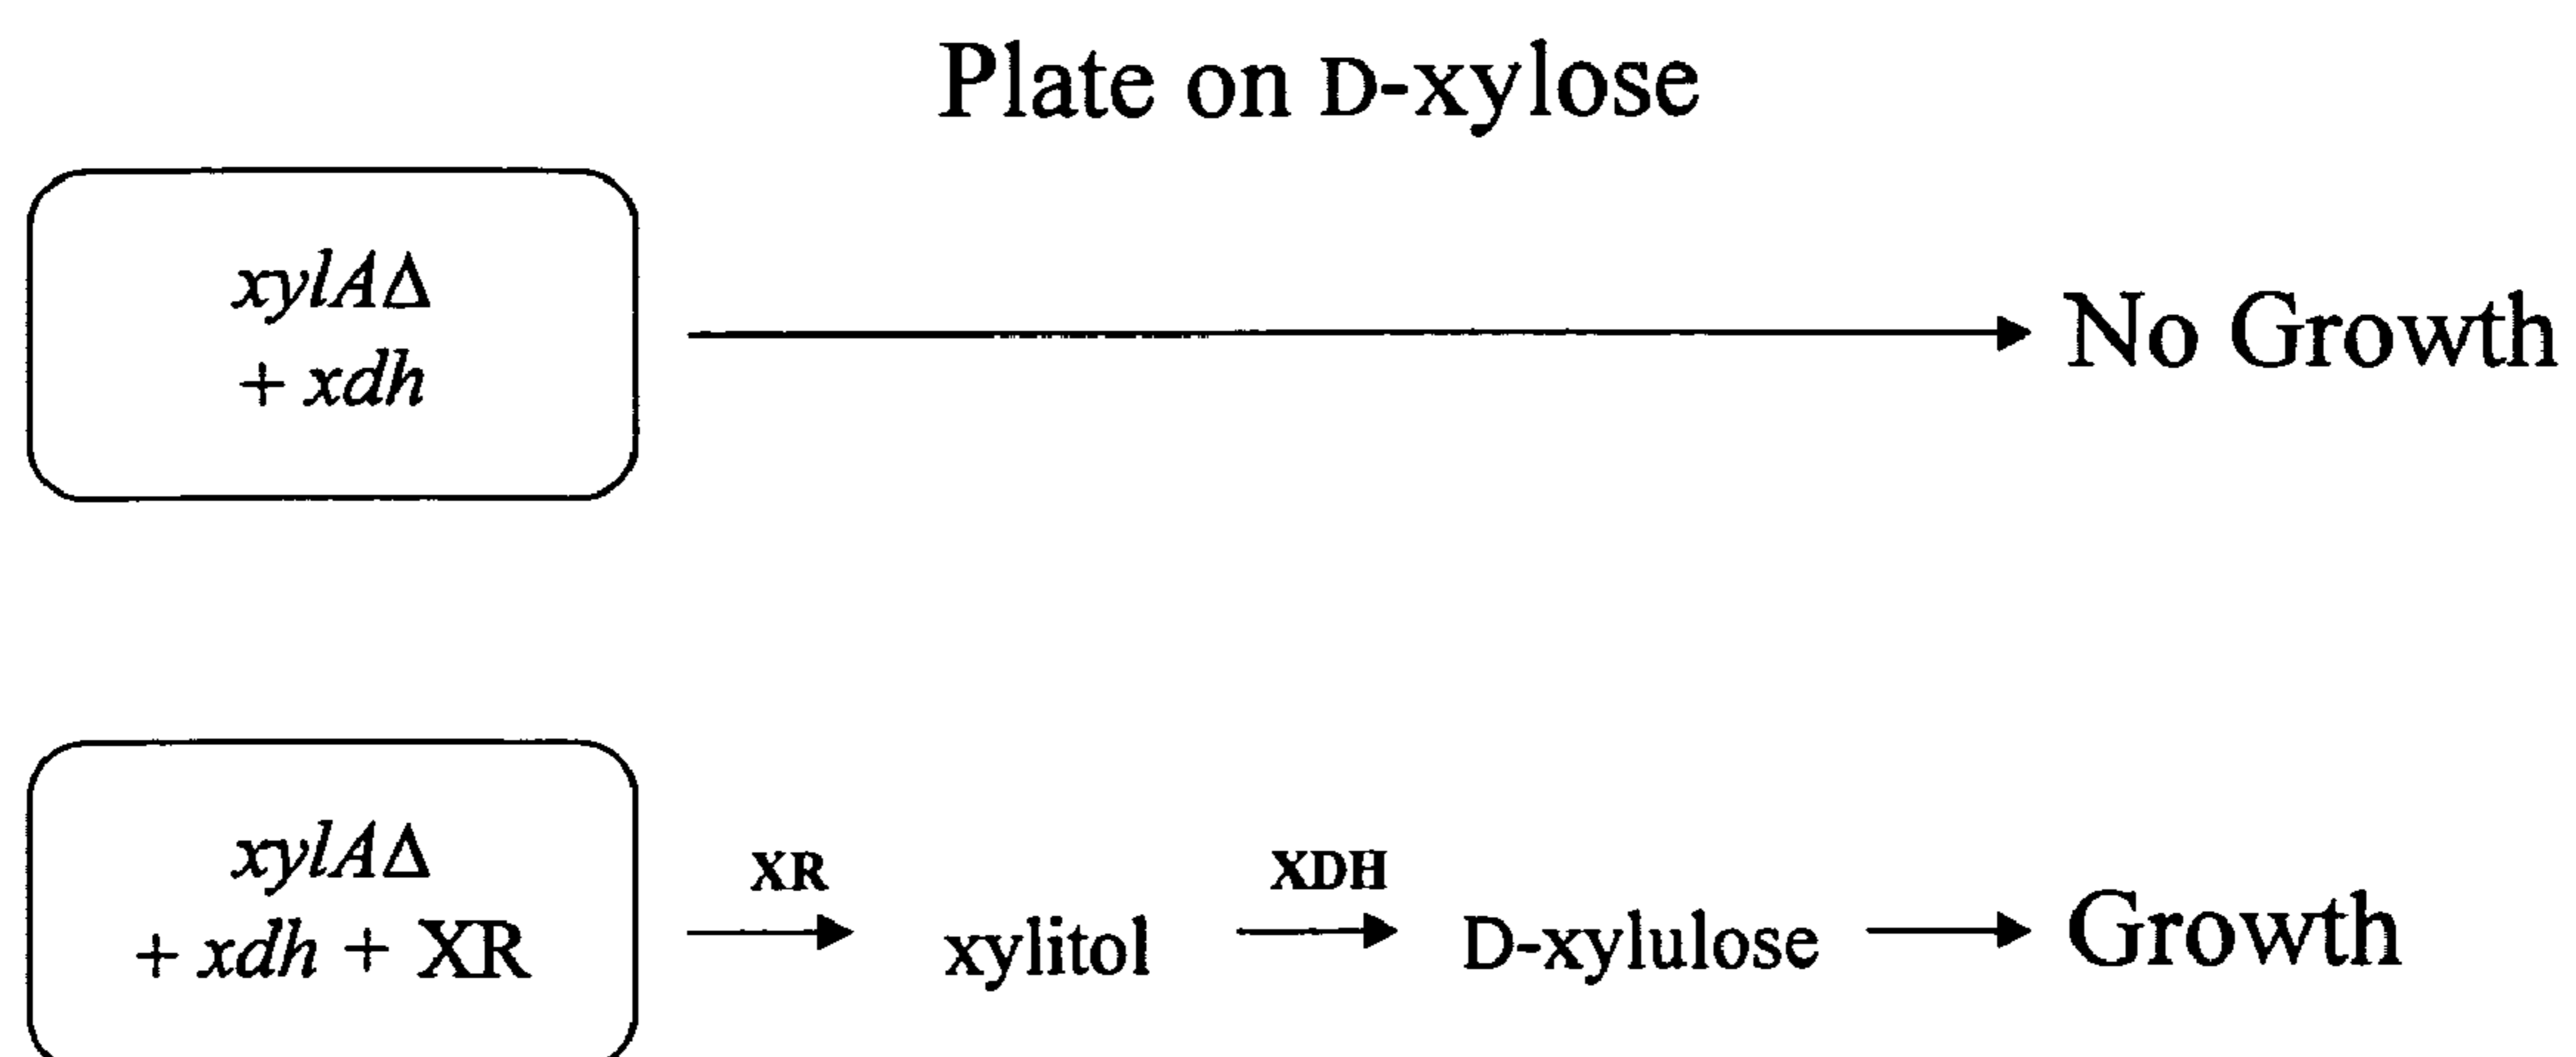 Plate on D-xylose
xylAΔ
+ xdh
No Growth
xylAΔ
+ xdh + XR
XR
xylitol
XDH
D-xylulose
Growth